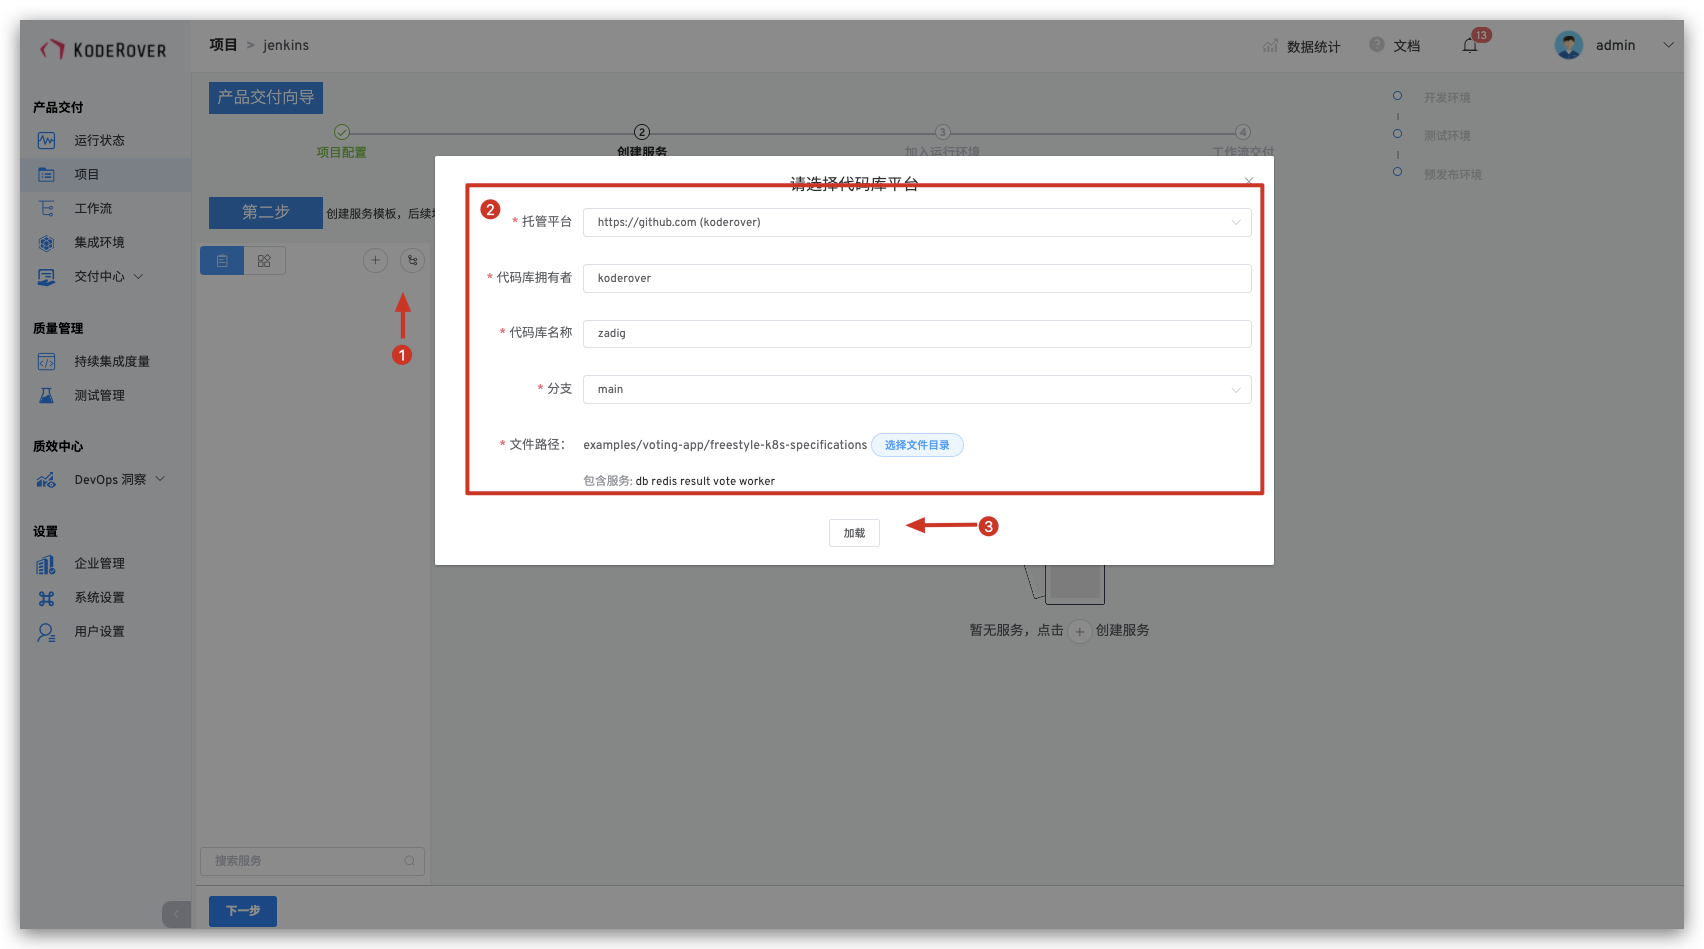 KODEROVER
项目 > jenkins
数据统计
? 文档
13
admin
产品交付
运行状态
项目
工作流
集成环境
交付中心
质量管理
持续集成度量
测试管理
质效中心
DevOps 洞察
设置
企业管理
系统设置
用户设置
产品交付向导
项目配置
2
创建服务
3
加入运行环境
4
工作流交付
开发环境
测试环境
预发布环境
第二步
创建服务模板，后续
1
请选择代码库平台
2
* 托管平台 https://github.com (koderover)
* 代码库拥有者 koderover
* 代码库名称 zadig
* 分支 main
* 文件路径： examples/voting-app/freestyle-k8s-specifications 选择文件目录
包含服务: db redis result vote worker
加载
3
暂无服务，点击 + 创建服务
搜索服务
下一步